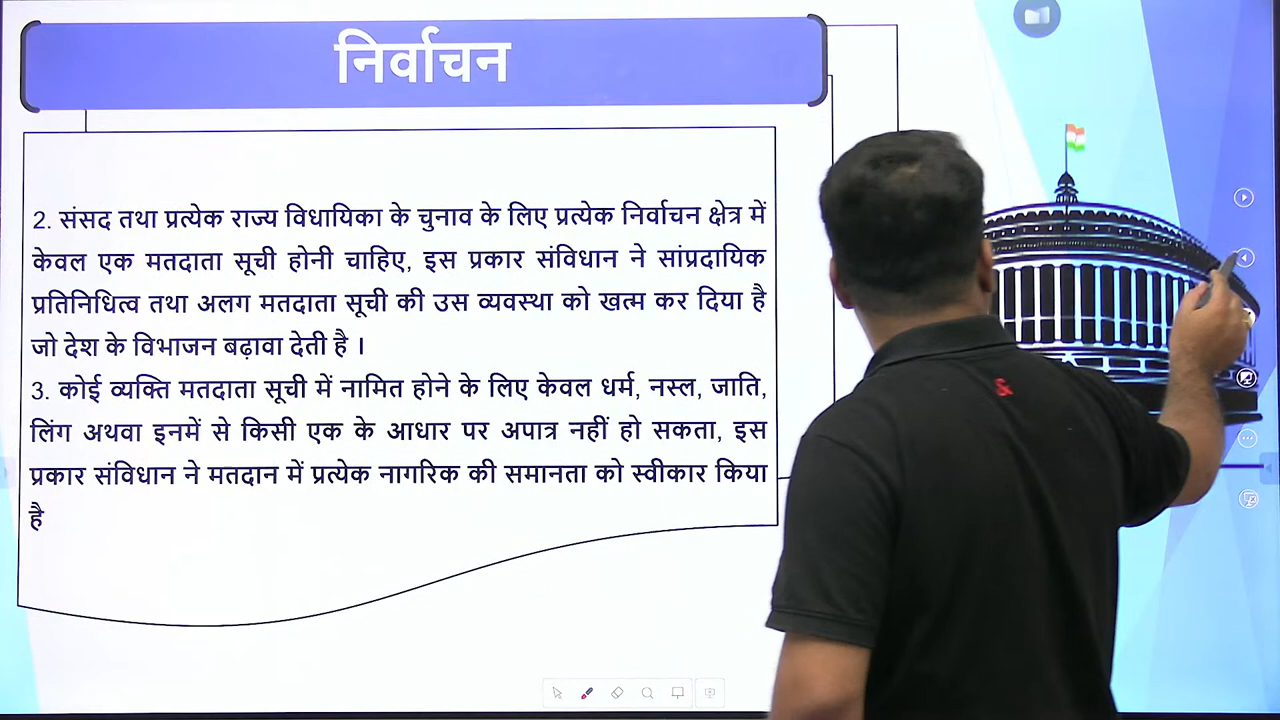 निर्वाचन
2. संसद तथा प्रत्येक राज्य विधायिका के चुनाव के लिए प्रत्येक निर्वाचन क्षेत्र में
केवल एक मतदाता सूची होनी चाहिए, इस प्रकार संविधान ने सांप्रदायिक
प्रतिनिधित्व तथा अलग मतदाता सूची की उस व्यवस्था को खत्म कर दिया है
जो देश के विभाजन बढ़ावा देती है ।
3. कोई व्यक्ति मतदाता सूची में नामित होने के लिए केवल धर्म, नस्ल, जाति,
लिंग अथवा इनमें से किसी एक के आधार पर अपात्र नहीं हो सकता, इस
प्रकार संविधान ने मतदान में प्रत्येक नागरिक की समानता को स्वीकार किया
है
&